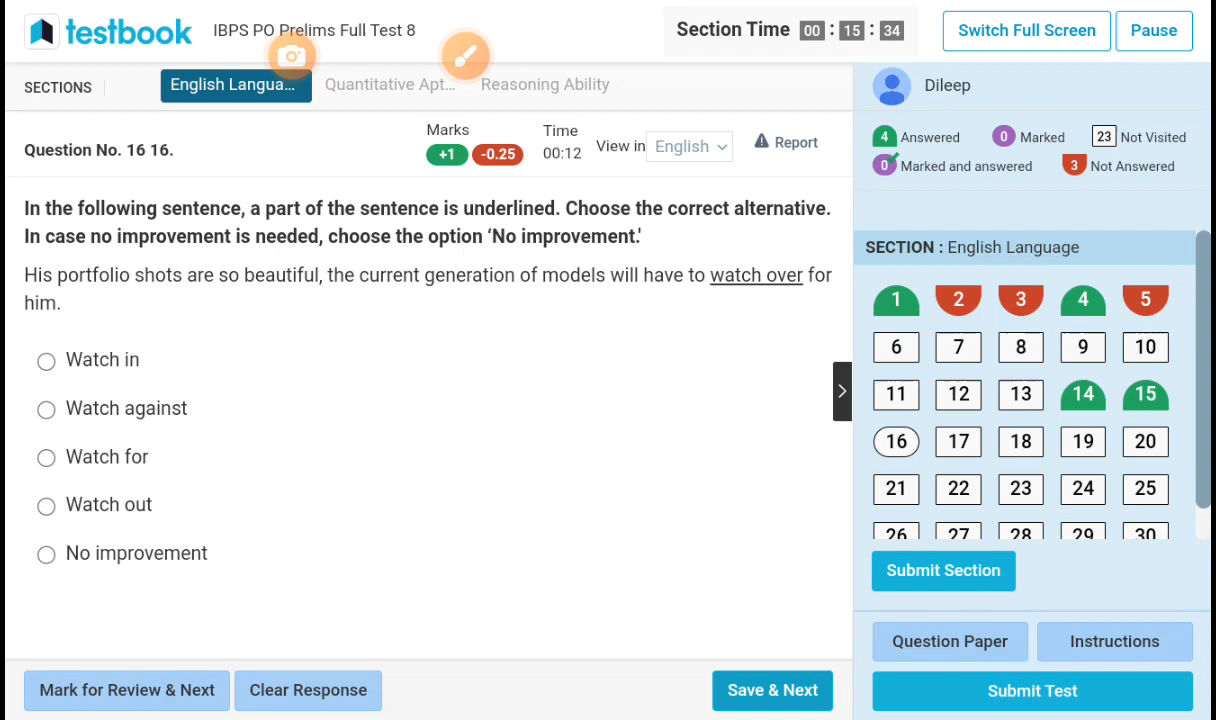 testbook IBPS PO Prelims Full Test 8 Section Time 00 : 15 : 34 Switch Full Screen Pause
SECTIONS English Langua... Quantitative Apt... Reasoning Ability
Dileep
Question No. 16 16.
Marks
+1 -0.25
Time
00:12
View in English
Report
4 Answered 0 Marked 23 Not Visited
0 Marked and answered 3 Not Answered
In the following sentence, a part of the sentence is underlined. Choose the correct alternative.
In case no improvement is needed, choose the option ‘No improvement.'
His portfolio shots are so beautiful, the current generation of models will have to watch over for
him.
Watch in
Watch against
Watch for
Watch out
No improvement
SECTION : English Language
1 2 3 4 5
6 7 8 9 10
11 12 13 14 15
16 17 18 19 20
21 22 23 24 25
26 27 28 29 30
Submit Section
Question Paper Instructions
Mark for Review & Next Clear Response Save & Next
Submit Test